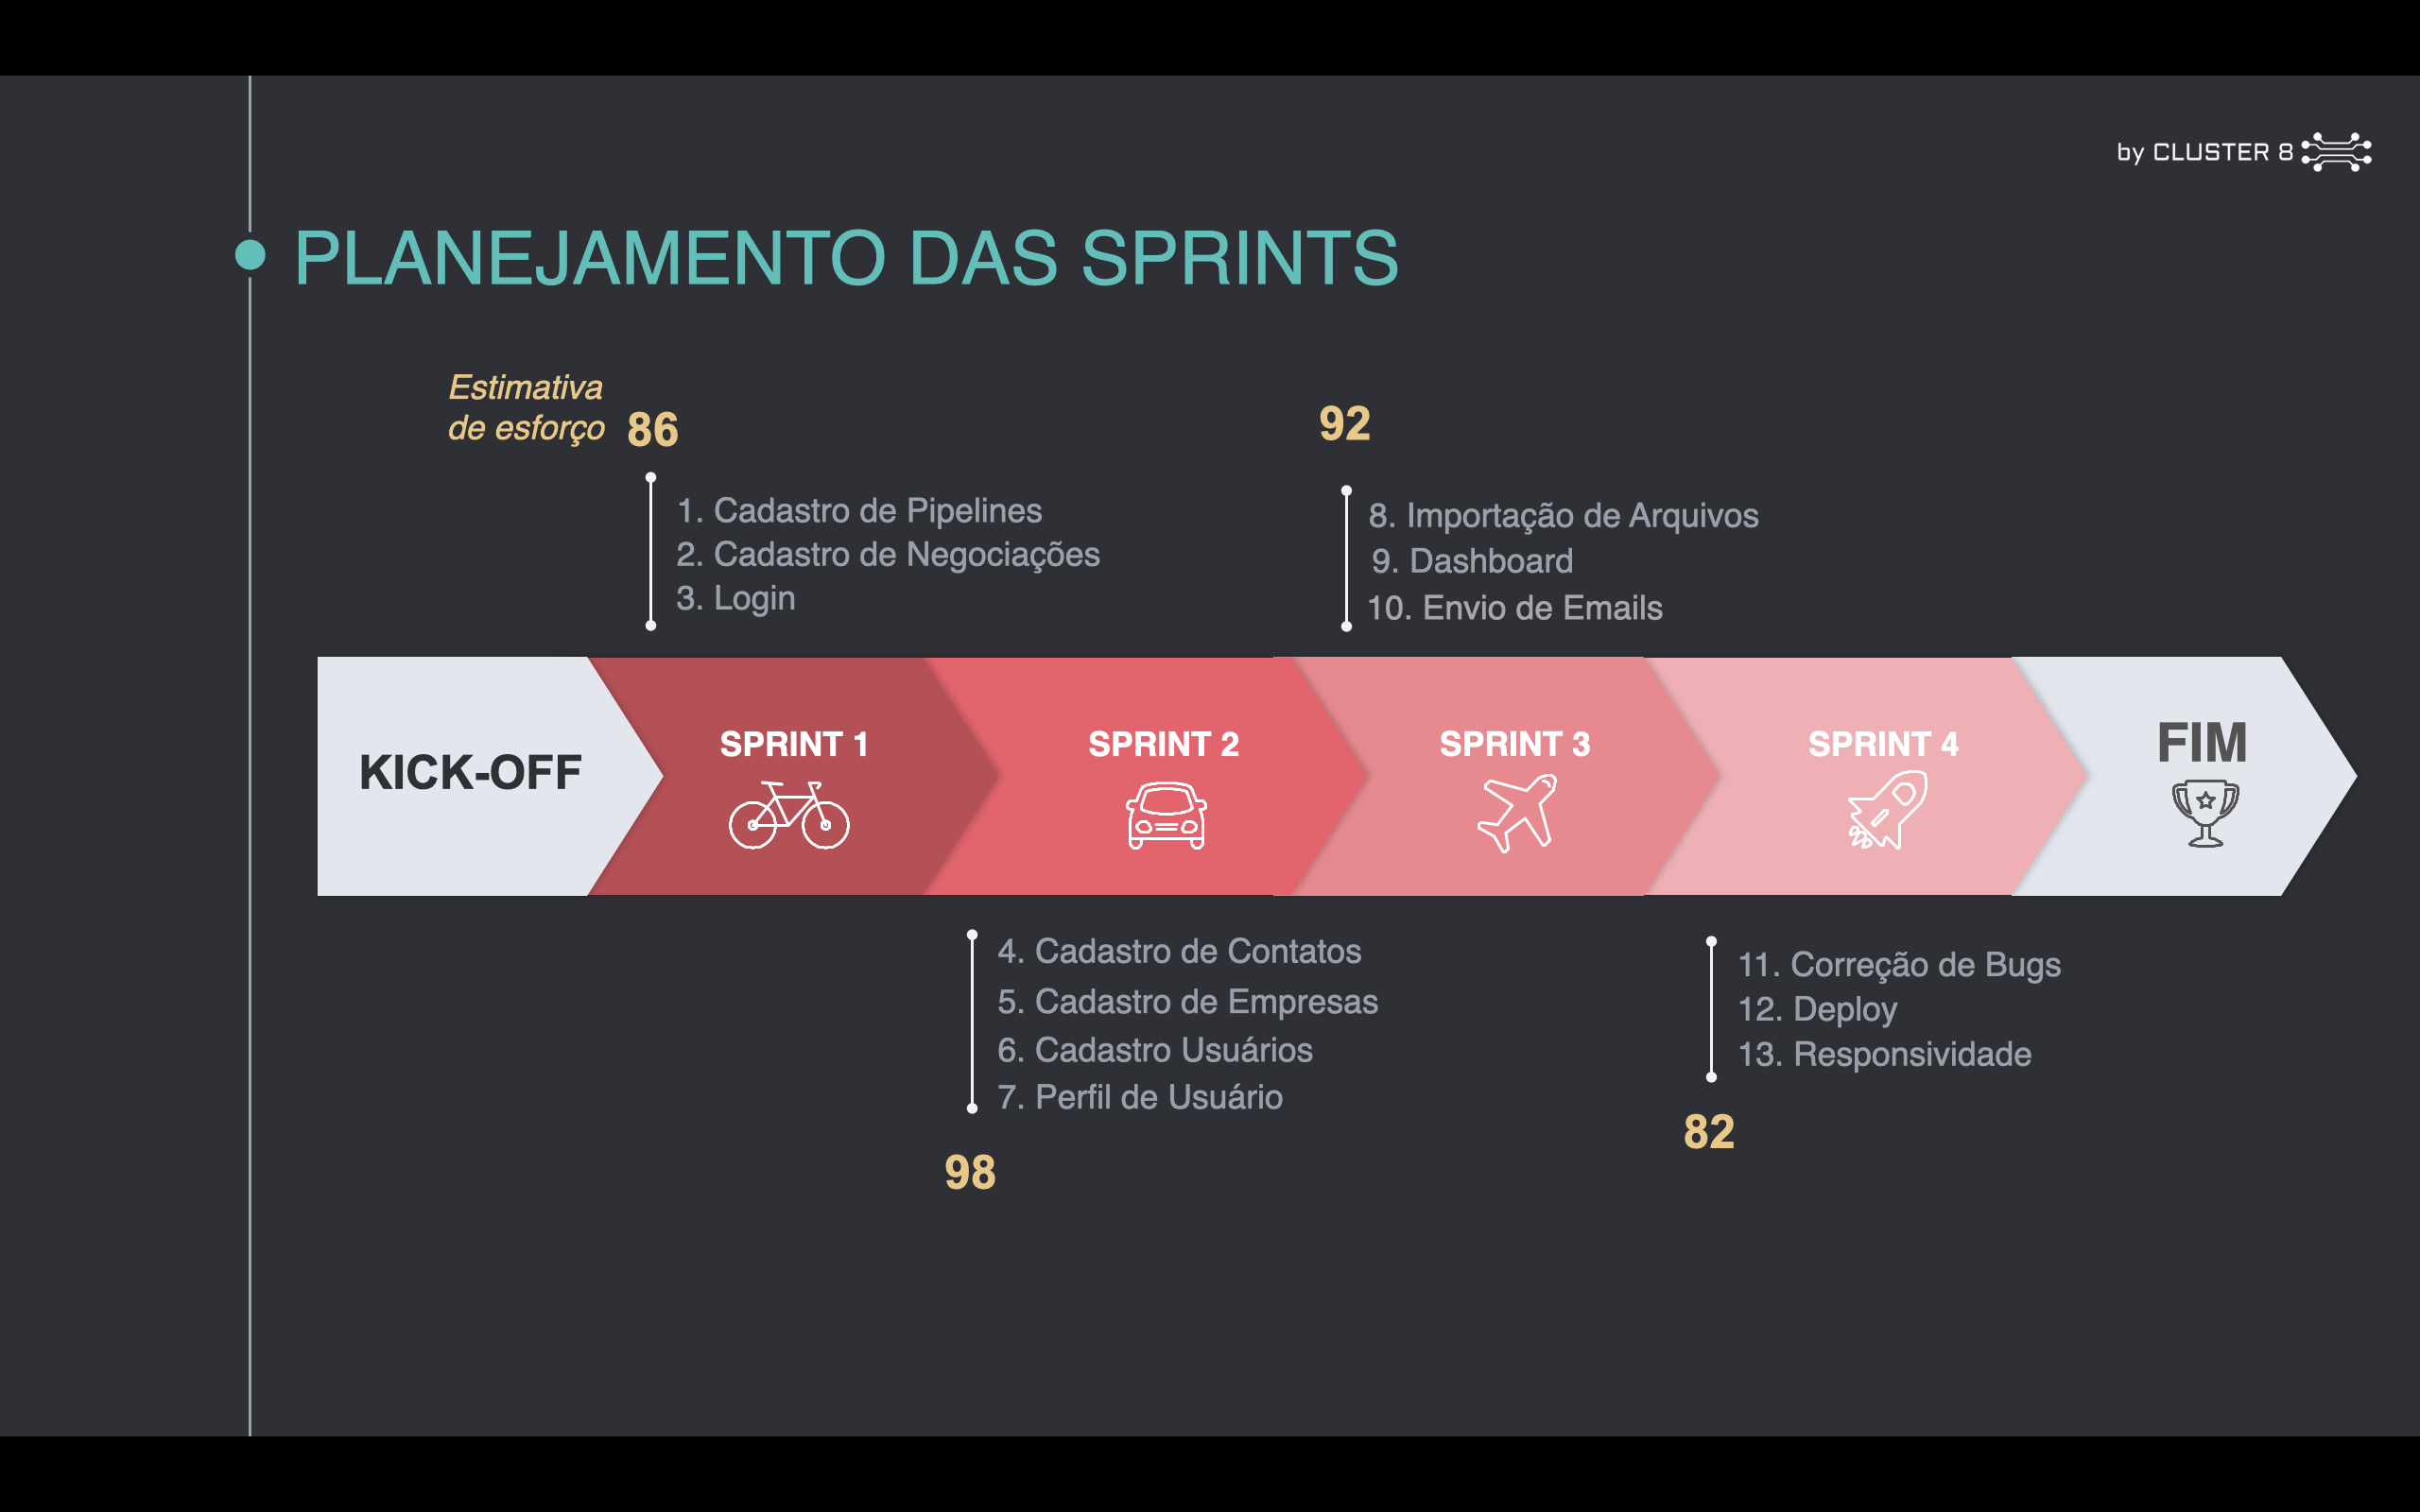 by CLUSTER 8
PLANEJAMENTO DAS SPRINTS
Estimativa
de esforço 86
1. Cadastro de Pipelines
2. Cadastro de Negociações
3. Login
92
8. Importação de Arquivos
9. Dashboard
10. Envio de Emails
KICK-OFF
SPRINT 1
SPRINT 2
SPRINT 3
SPRINT 4
FIM
4. Cadastro de Contatos
5. Cadastro de Empresas
6. Cadastro Usuários
7. Perfil de Usuário
98
11. Correção de Bugs
12. Deploy
13. Responsividade
82